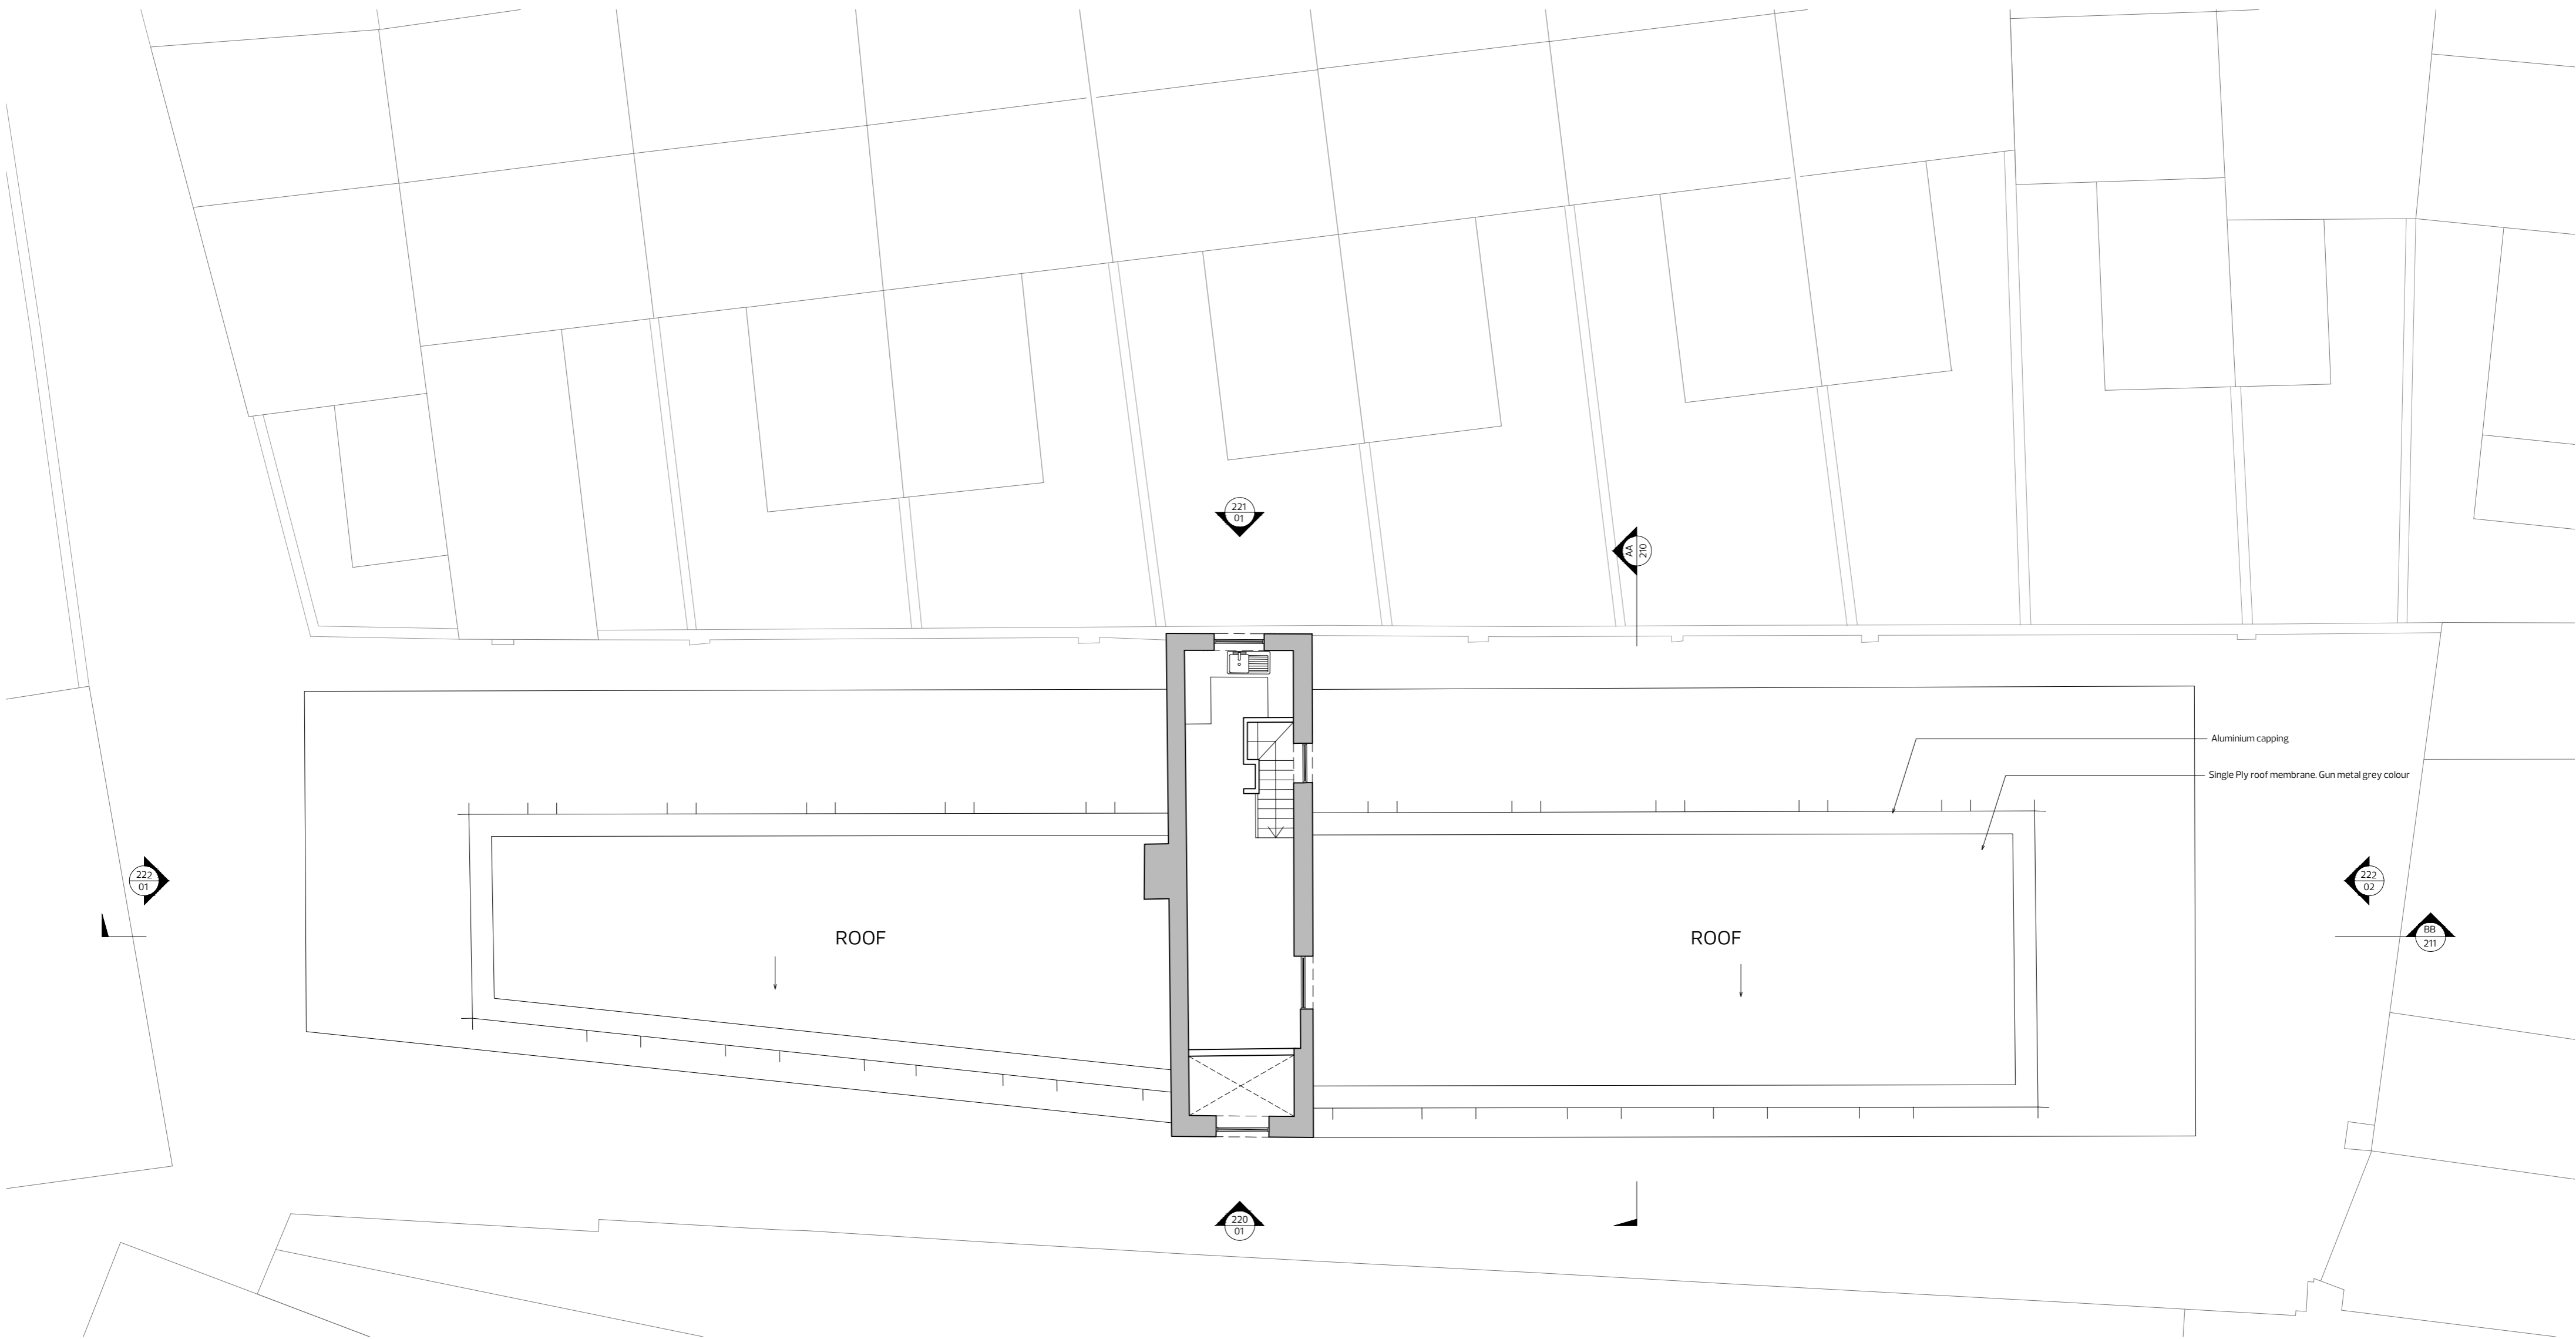 221
01
AA
210
Aluminium capping
Single Ply roof membrane. Gun metal grey colour
222
01
222
02
ROOF
ROOF
BB
211
220
01